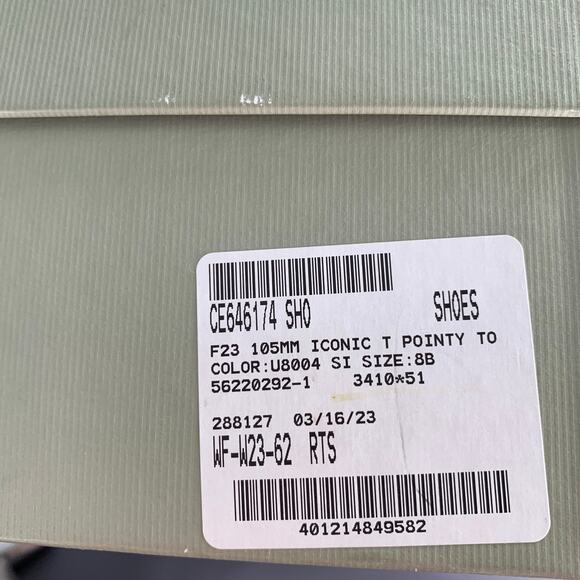 CE646174 SHO SHOES
F23 105MM ICONIC T POINTY TO
COLOR:U8004 SI SIZE:8B
56220292-1 3410*51
288127 03/16/23
WF-W23-62 RTS
401214849582